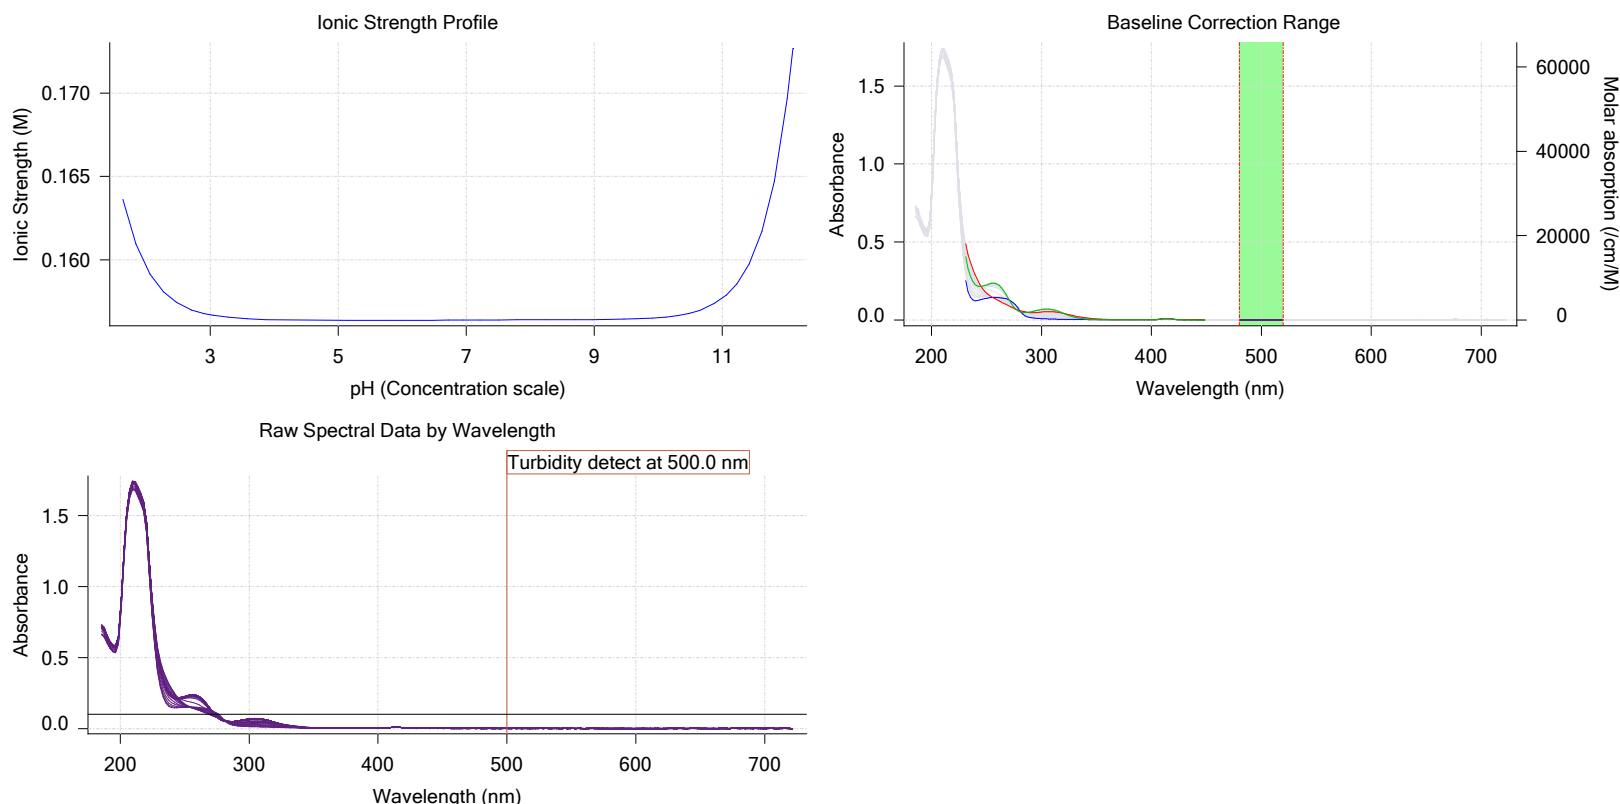 Ionic Strength Profile
Ionic Strength (M)
0.170
0.165
0.160
3 5 7 9 11
pH (Concentration scale)
Baseline Correction Range
Absorbance
1.5
1.0
0.5
0.0
Molar absorption (/cm/M)
60000
40000
20000
0
200 300 400 500 600 700
Wavelength (nm)
Raw Spectral Data by Wavelength
Turbidity detect at 500.0 nm
Absorbance
1.5
1.0
0.5
0.0
200 300 400 500 600 700
Wavelength (nm)